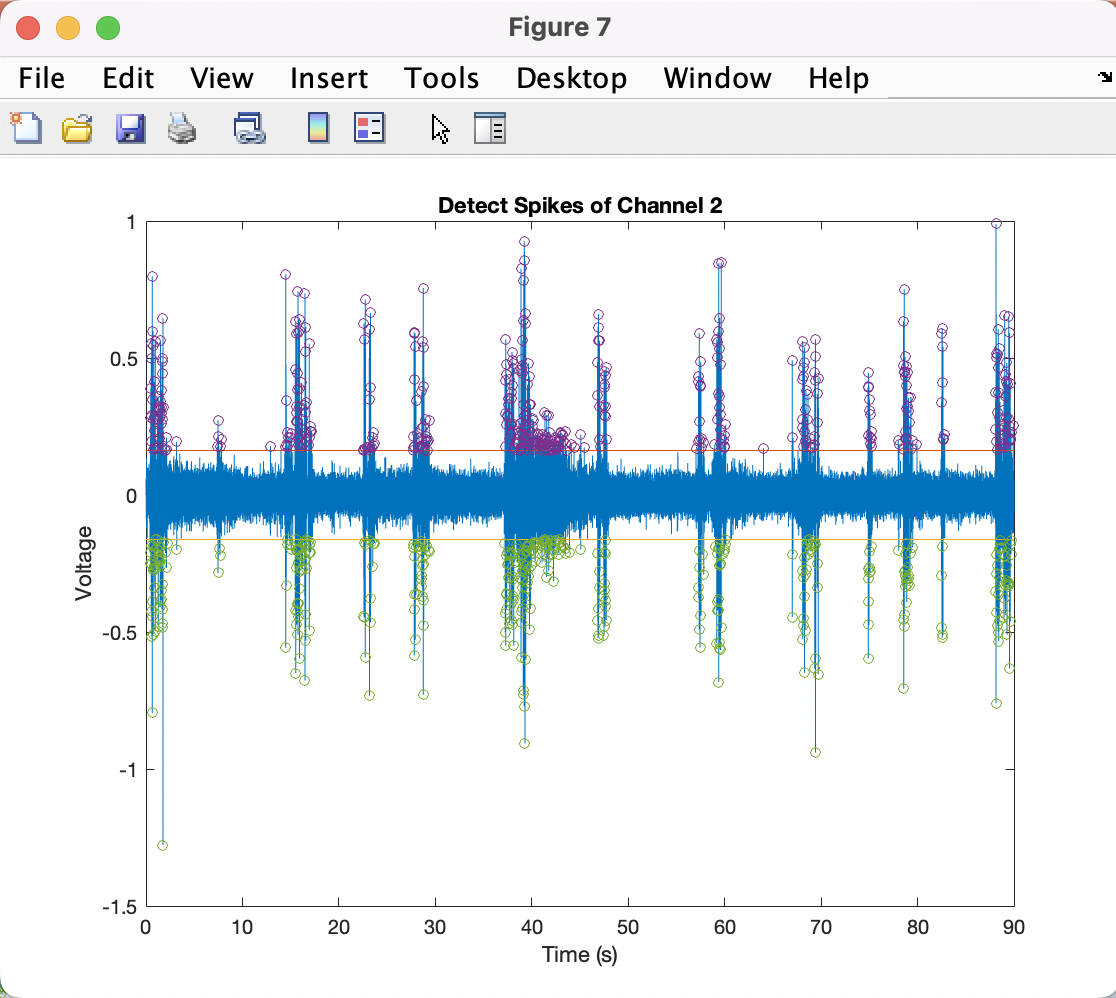 Figure 7
File Edit View Insert Tools Desktop Window Help
Detect Spikes of Channel 2
1
0.5
0
-0.5
-1
-1.5
Voltage
0 10 20 30 40 50 60 70 80 90
Time (s)